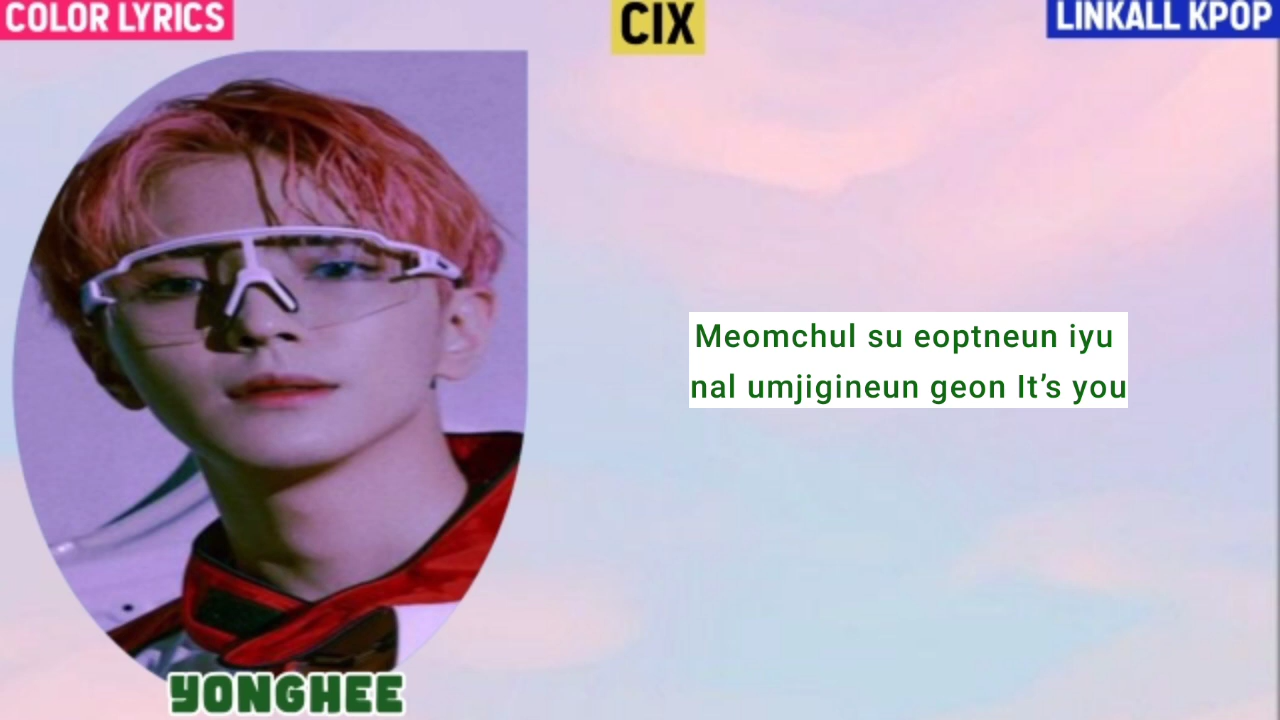 COLOR LYRICS
CIX
LINKALL KPOP
Meomchul su eoptneun iyu
nal umjigineun geon It’s you
YONGHEE